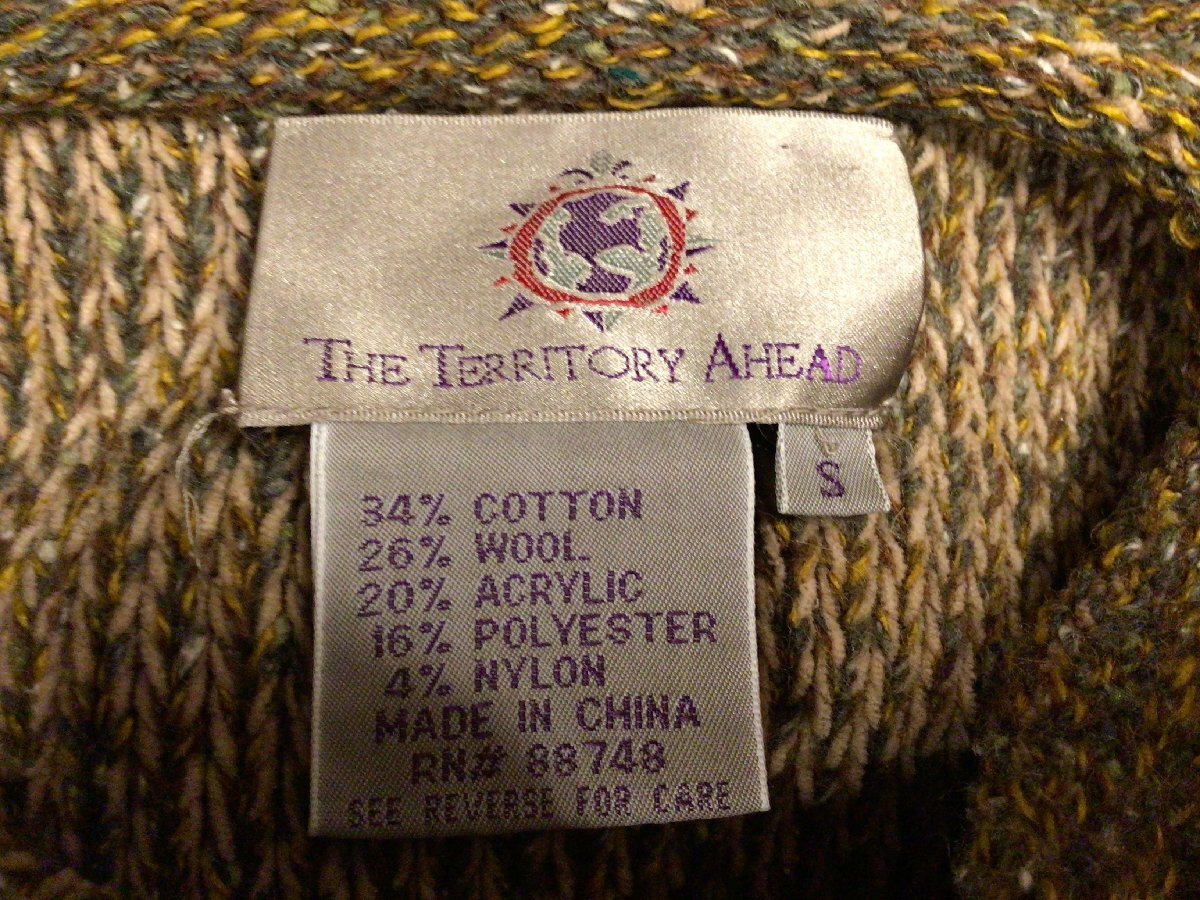 THE TERRITORY AHEAD
S
34% COTTON
26% WOOL
20% ACRYLIC
16% POLYESTER
4% NYLON
MADE IN CHINA
RN# 88748
SEE REVERSE FOR CARE